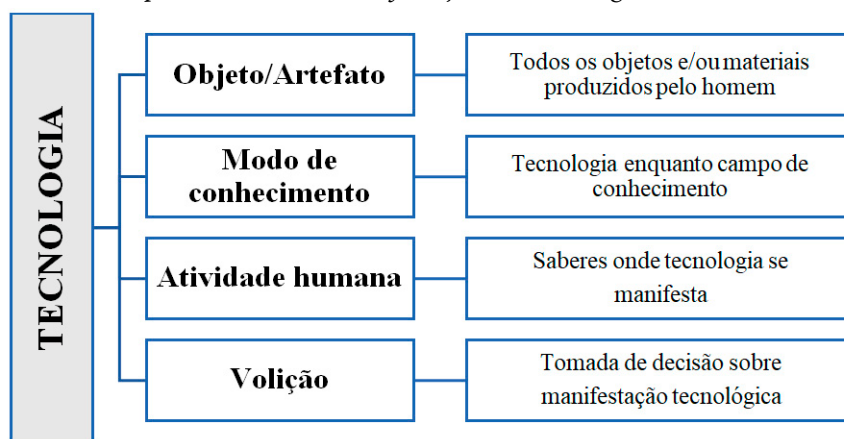 TECNOLOGIA
Objeto/Artefato
Todos os objetos e/ou materiais
produzidos pelo homem
Modo de
conhecimento
Tecnologia enquanto campo de
conhecimento
Atividade humana
Saberes onde tecnologia se
manifesta
Volição
Tomada de decisão sobre
manifestação tecnológica